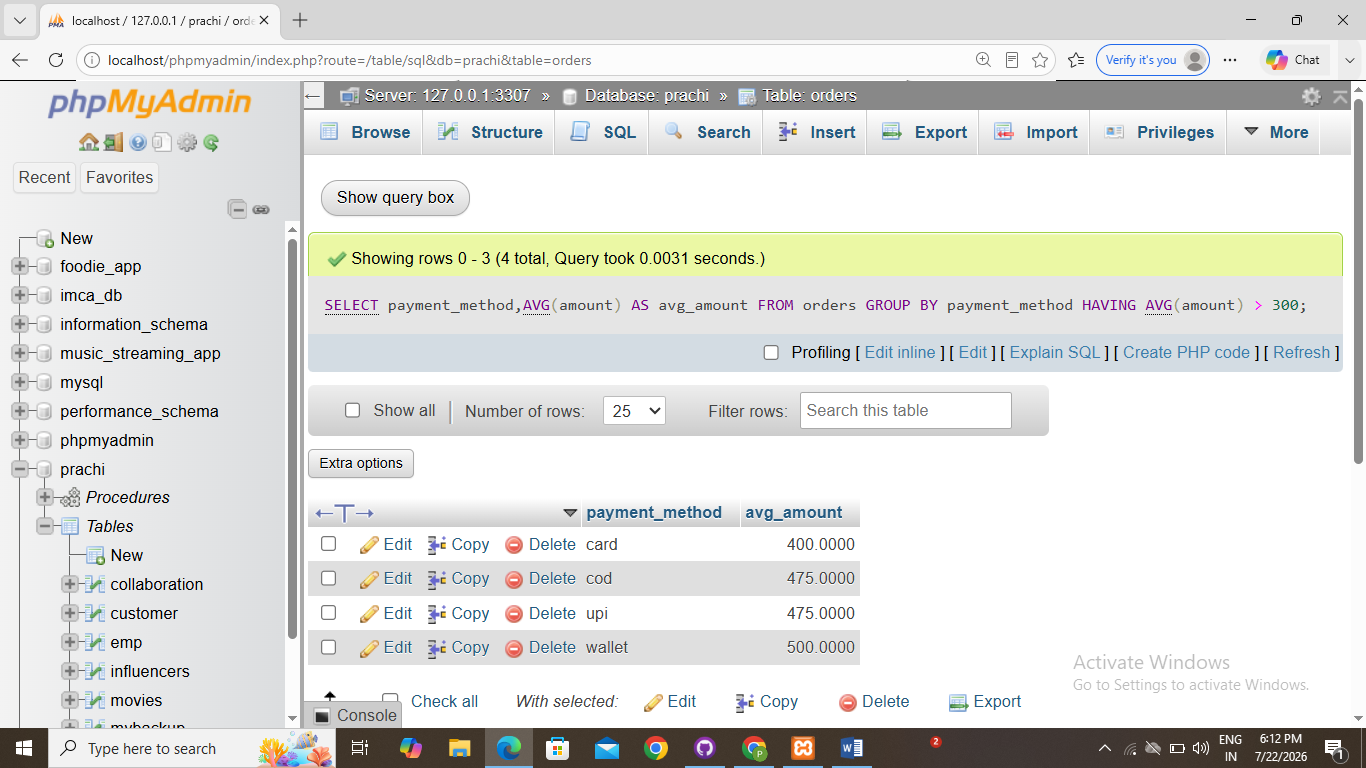 localhost / 127.0.0.1 / prachi / orde
localhost/phpmyadmin/index.php?route=/table/sql&db=prachi&table=orders
Verify it's you
Chat
phpMyAdmin
Recent
Favorites
New
foodie_app
imca_db
information_schema
music_streaming_app
mysql
performance_schema
phpmyadmin
prachi
Procedures
Tables
New
collaboration
customer
emp
influencers
movies
mybackup
Server: 127.0.0.1:3307 » Database: prachi » Table: orders
Browse Structure SQL Search Insert Export Import Privileges More
Show query box
Showing rows 0 - 3 (4 total, Query took 0.0031 seconds.)
SELECT payment_method,AVG(amount) AS avg_amount FROM orders GROUP BY payment_method HAVING AVG(amount) > 300;
Profiling [ Edit inline ] [ Edit ] [ Explain SQL ] [ Create PHP code ] [ Refresh ]
Show all Number of rows: 25 Filter rows: Search this table
Extra options
payment_method avg_amount
Edit Copy Delete card 400.0000
Edit Copy Delete cod 475.0000
Edit Copy Delete upi 475.0000
Edit Copy Delete wallet 500.0000
Check all With selected: Edit Copy Delete Export
Console
Activate Windows
Go to Settings to activate Windows.
Type here to search
2
ENG
IN
6:12 PM
7/22/2026
1